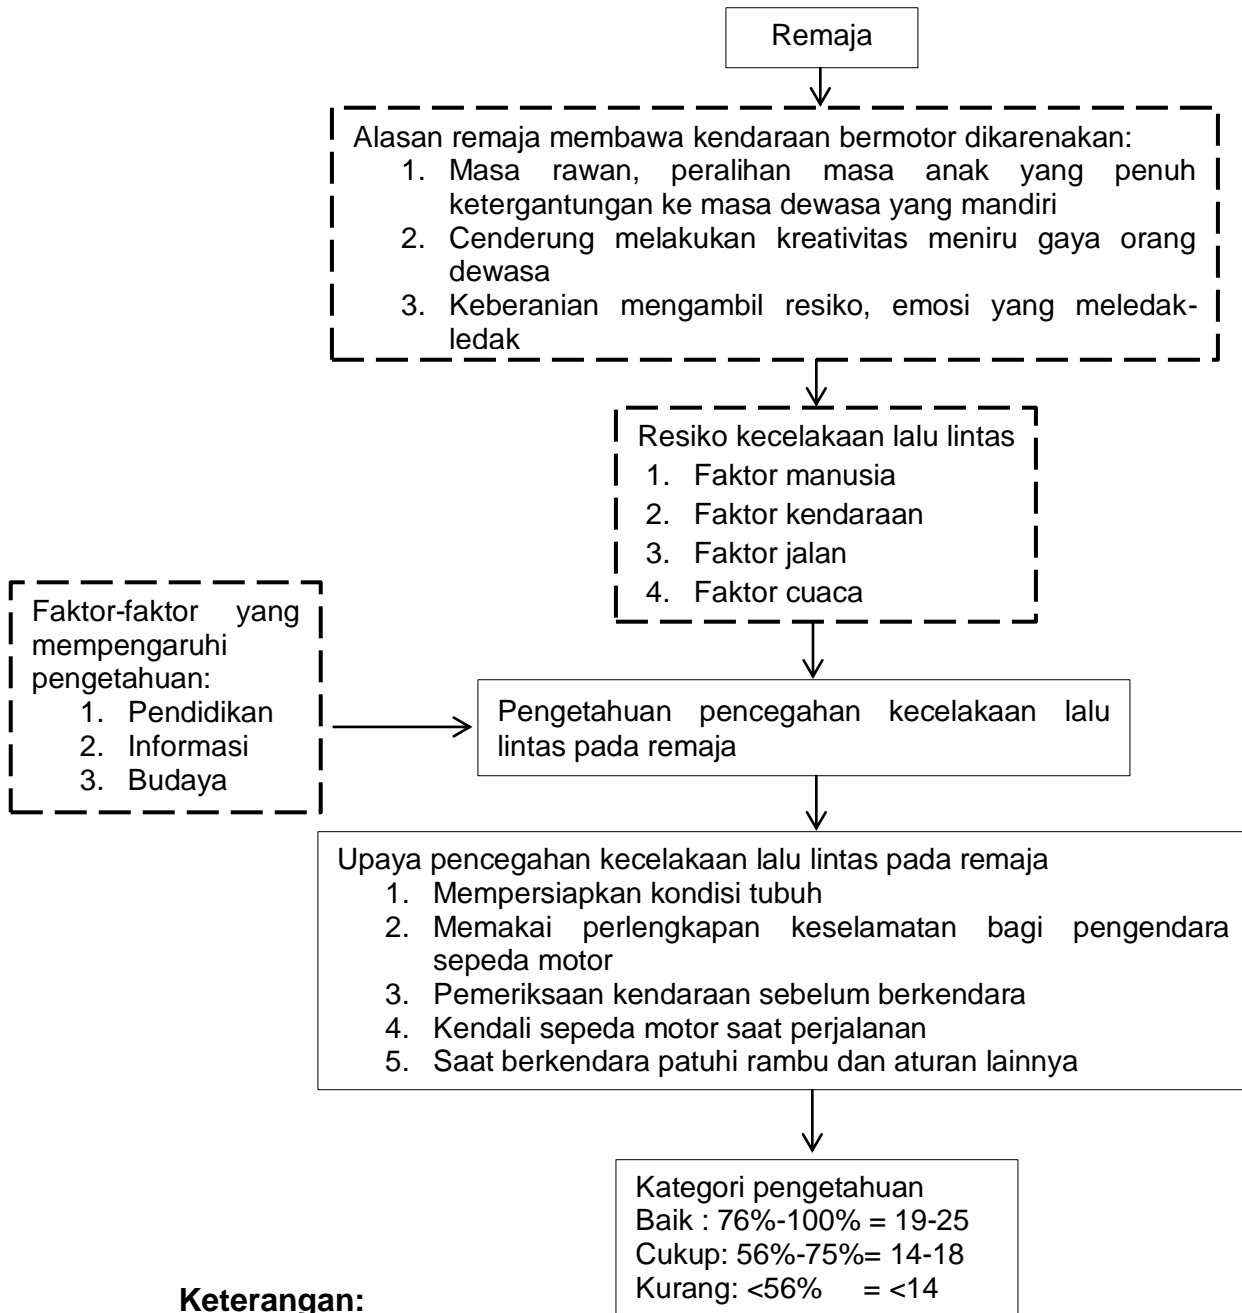 Remaja
Alasan remaja membawa kendaraan bermotor dikarenakan:
1. Masa rawan, peralihan masa anak yang penuh
ketergantungan ke masa dewasa yang mandiri
2. Cenderung melakukan kreativitas meniru gaya orang
dewasa
3. Keberanian mengambil resiko, emosi yang meledak-
ledak
Resiko kecelakaan lalu lintas
1. Faktor manusia
2. Faktor kendaraan
3. Faktor jalan
4. Faktor cuaca
Faktor-faktor yang
mempengaruhi
pengetahuan:
1. Pendidikan
2. Informasi
3. Budaya
Pengetahuan pencegahan kecelakaan lalu
lintas pada remaja
Upaya pencegahan kecelakaan lalu lintas pada remaja
1. Mempersiapkan kondisi tubuh
2. Memakai perlengkapan keselamatan bagi pengendara
sepeda motor
3. Pemeriksaan kendaraan sebelum berkendara
4. Kendali sepeda motor saat perjalanan
5. Saat berkendara patuhi rambu dan aturan lainnya
Kategori pengetahuan
Baik : 76%-100% = 19-25
Cukup: 56%-75%= 14-18
Kurang: <56% = <14
Keterangan: